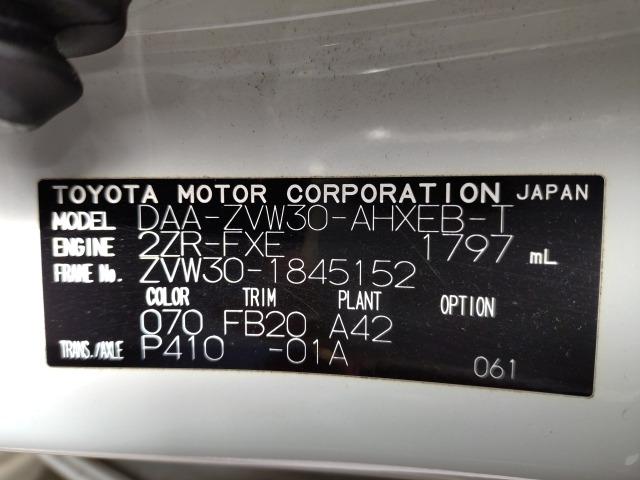 TOYOTA MOTOR CORPORATION JAPAN
MODEL DAA-ZVW30-AHXEB-T
ENGINE 2ZR-FXE 1797 mL
FRAME No. ZVW30-1845152
COLOR TRIM PLANT OPTION
070 FB20 A42
TRANS./AXLE P410 -01A 061